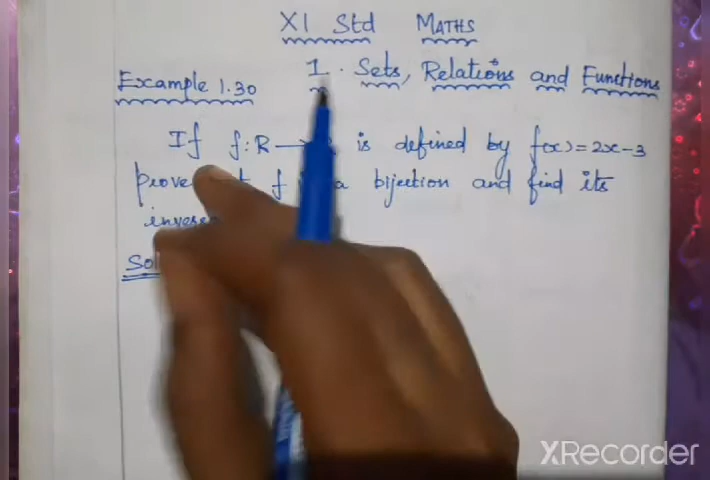 XI Std MATHS
1. Sets, Relations and Functions
Example 1.30
If f: R → is defined by f(x) = 2x - 3
prove f a bijection and find its
XRecorder